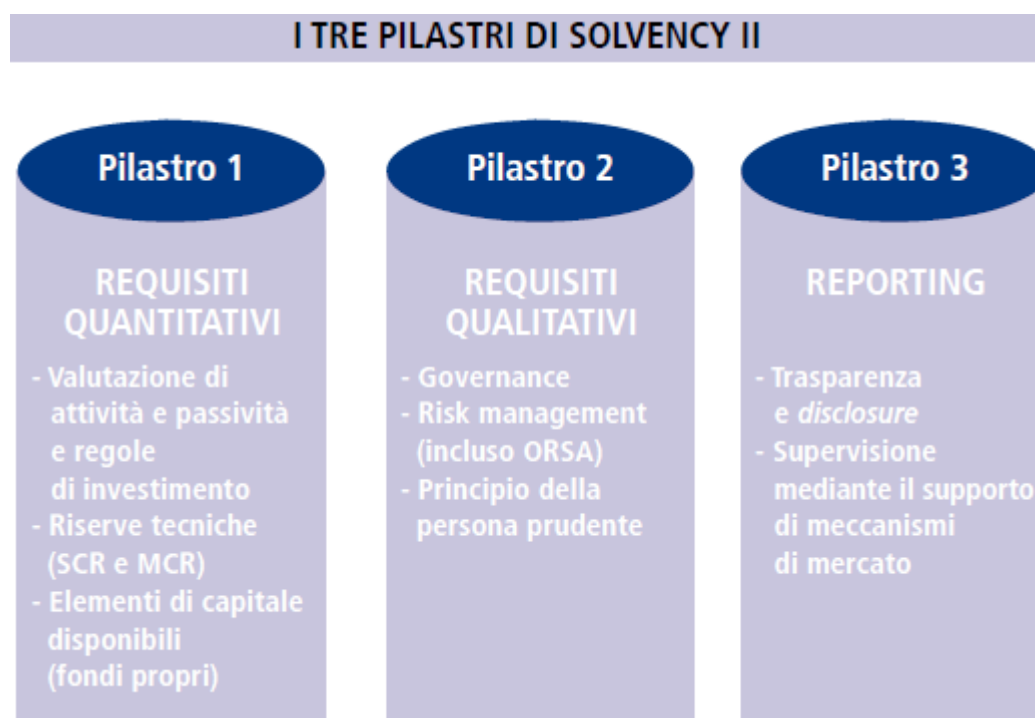 I TRE PILASTRI DI SOLVENCY II
Pilastro 1
REQUISITI
QUANTITATIVI
- Valutazione di
attività e passività
e regole
di investimento
- Riserve tecniche
(SCR e MCR)
- Elementi di capitale
disponibili
(fondi propri)
Pilastro 2
REQUISITI
QUALITATIVI
- Governance
- Risk management
(incluso ORSA)
- Principio della
persona prudente
Pilastro 3
REPORTING
- Trasparenza
e disclosure
- Supervisione
mediante il supporto
di meccanismi
di mercato